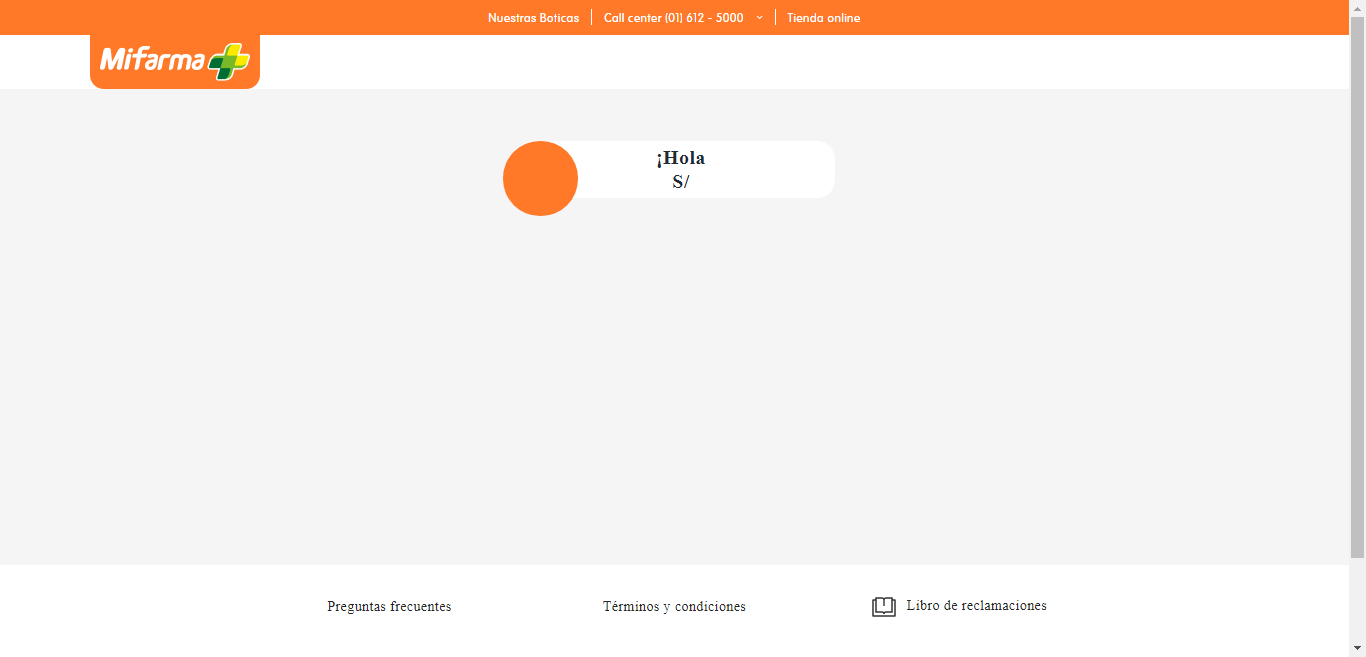 Nuestras Boticas
Call center (01) 612 - 5000
Tienda online
Mifarma
¡Hola
S/
Preguntas frecuentes
Términos y condiciones
Libro de reclamaciones